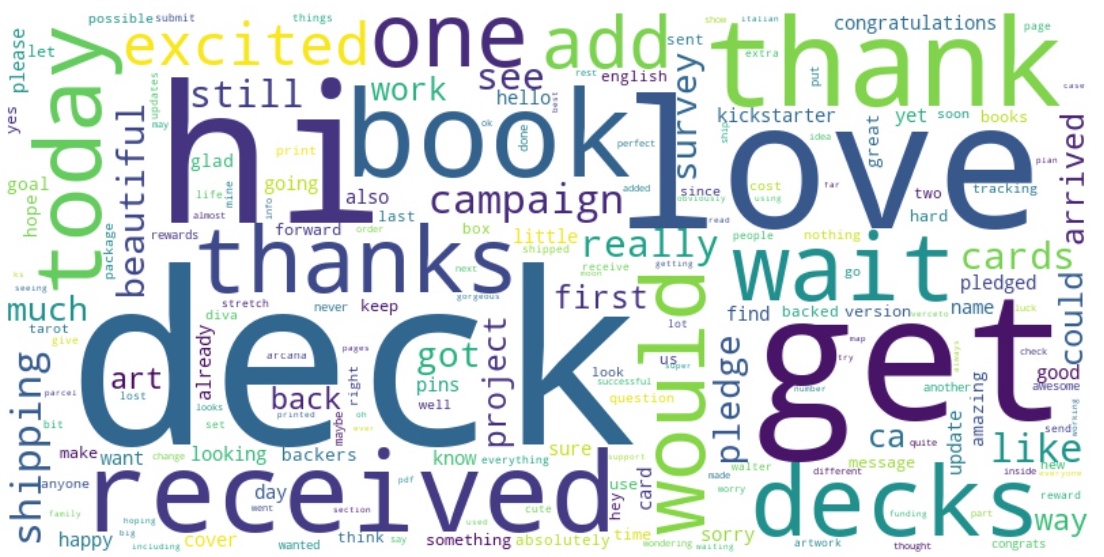 possible submit
things
please
let
excited
one
add
sent
show
italian
congratulations
page
thank
extra
today
see
english
rest
still
work
hello
best
survey
put
case
yes
updates
may
hi
book
love
kickstarter
yet
soon
books
ok
done
perfect
ship
idea
great
arrived
beautiful
glad
print
goal
hope
life
mine
info
going
also
added
since
obviously
cost
using
far
two
plan
tracking
almost
last
campaign
read
hard
package
rewards
forward
order
box
little
shipped
really
people
nothing
thanks
receive
getting
wait
go
cards
seeing
next
gorgeous
moon
first
would
pledged
could
much
stretch
never
keep
diva
lot
find
backed
version
verceto
name
luck
tarot
give
deck
already
arcana
pages
got
project
us
super
get
map
try
always
check
good
art
look
successful
pledge
awesome
shipping
parcel
lost
back
right
pins
well
question
number
another
amazing
looks
set
printed
maybe
oh
ever
bit
ca
quite
update
send
working
make
want
change
looking
backers
know
everything
sure
support
message
like
anyone
received
card
made
walter
different
inside
new
everyone
day
went
pdf
section
use
hey
worry
decks
reward
family
hoping
big
used
cute
time
sorry
funding
part
way
happy
including
cover
wanted
think
say
something
absolutely
wondering
waiting
artwork
thought
congrats